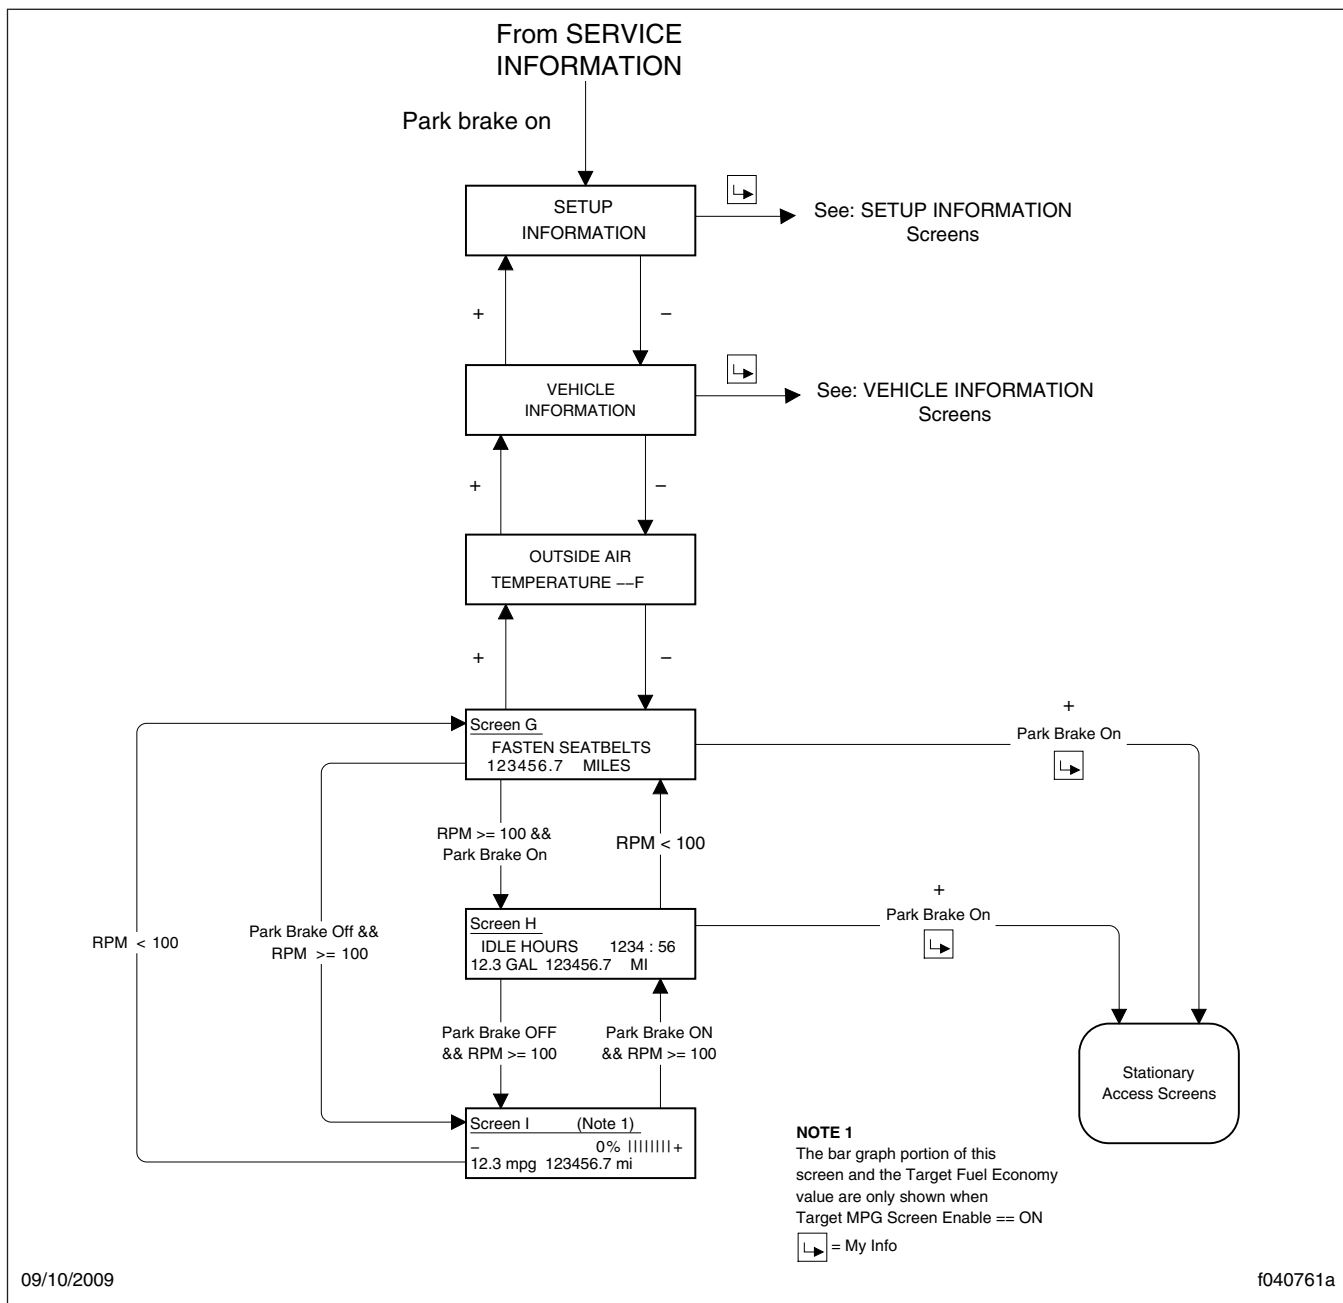 From SERVICE
INFORMATION
Park brake on
SETUP
INFORMATION
See: SETUP INFORMATION
Screens
+
–
VEHICLE
INFORMATION
See: VEHICLE INFORMATION
Screens
+
–
OUTSIDE AIR
TEMPERATURE ––F
+
–
Screen G
FASTEN SEATBELTS
123456.7 MILES
+
Park Brake On
RPM >= 100 &&
Park Brake On
RPM < 100
RPM < 100
Park Brake Off &&
RPM >= 100
Screen H
IDLE HOURS 1234 : 56
12.3 GAL 123456.7 MI
+
Park Brake On
Park Brake OFF
&& RPM >= 100
Park Brake ON
&& RPM >= 100
Stationary
Access Screens
Screen I (Note 1)
– 0% |||||||| +
12.3 mpg 123456.7 mi
NOTE 1
The bar graph portion of this
screen and the Target Fuel Economy
value are only shown when
Target MPG Screen Enable == ON
= My Info
09/10/2009
f040761a